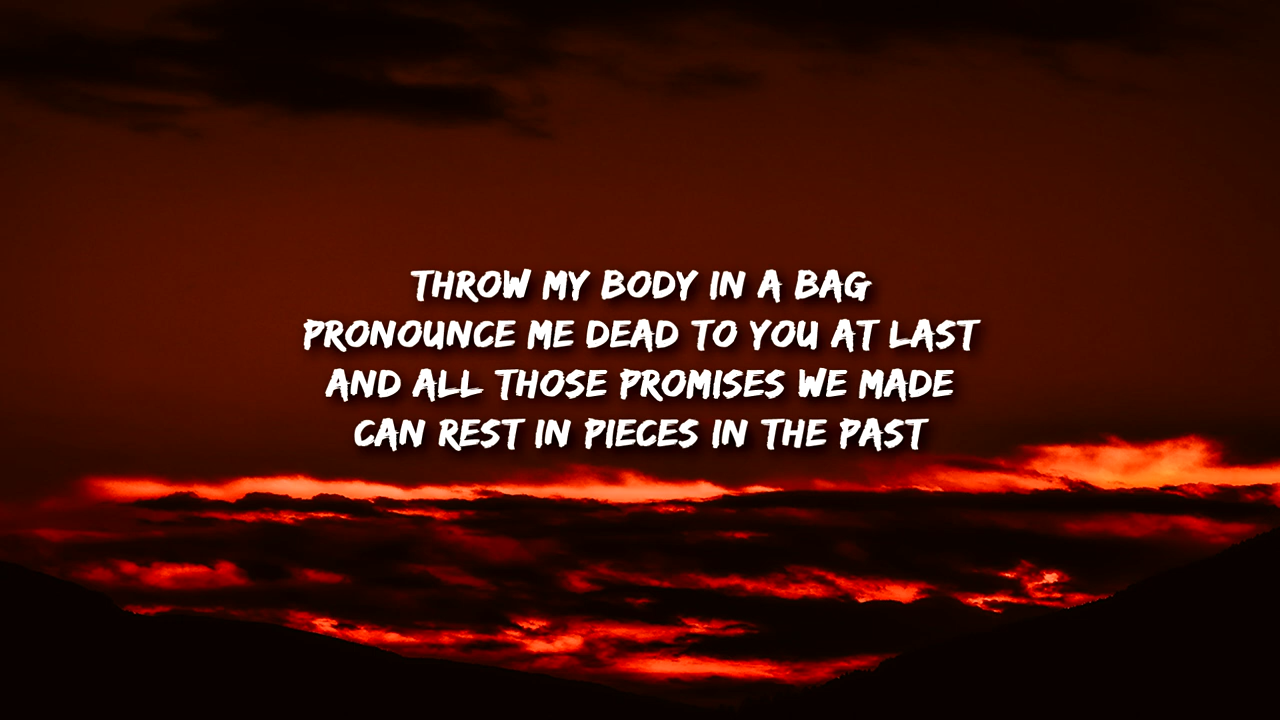 THROW MY BODY IN A BAG
PRONOUNCE ME DEAD TO YOU AT LAST
AND ALL THOSE PROMISES WE MADE
CAN REST IN PIECES IN THE PAST